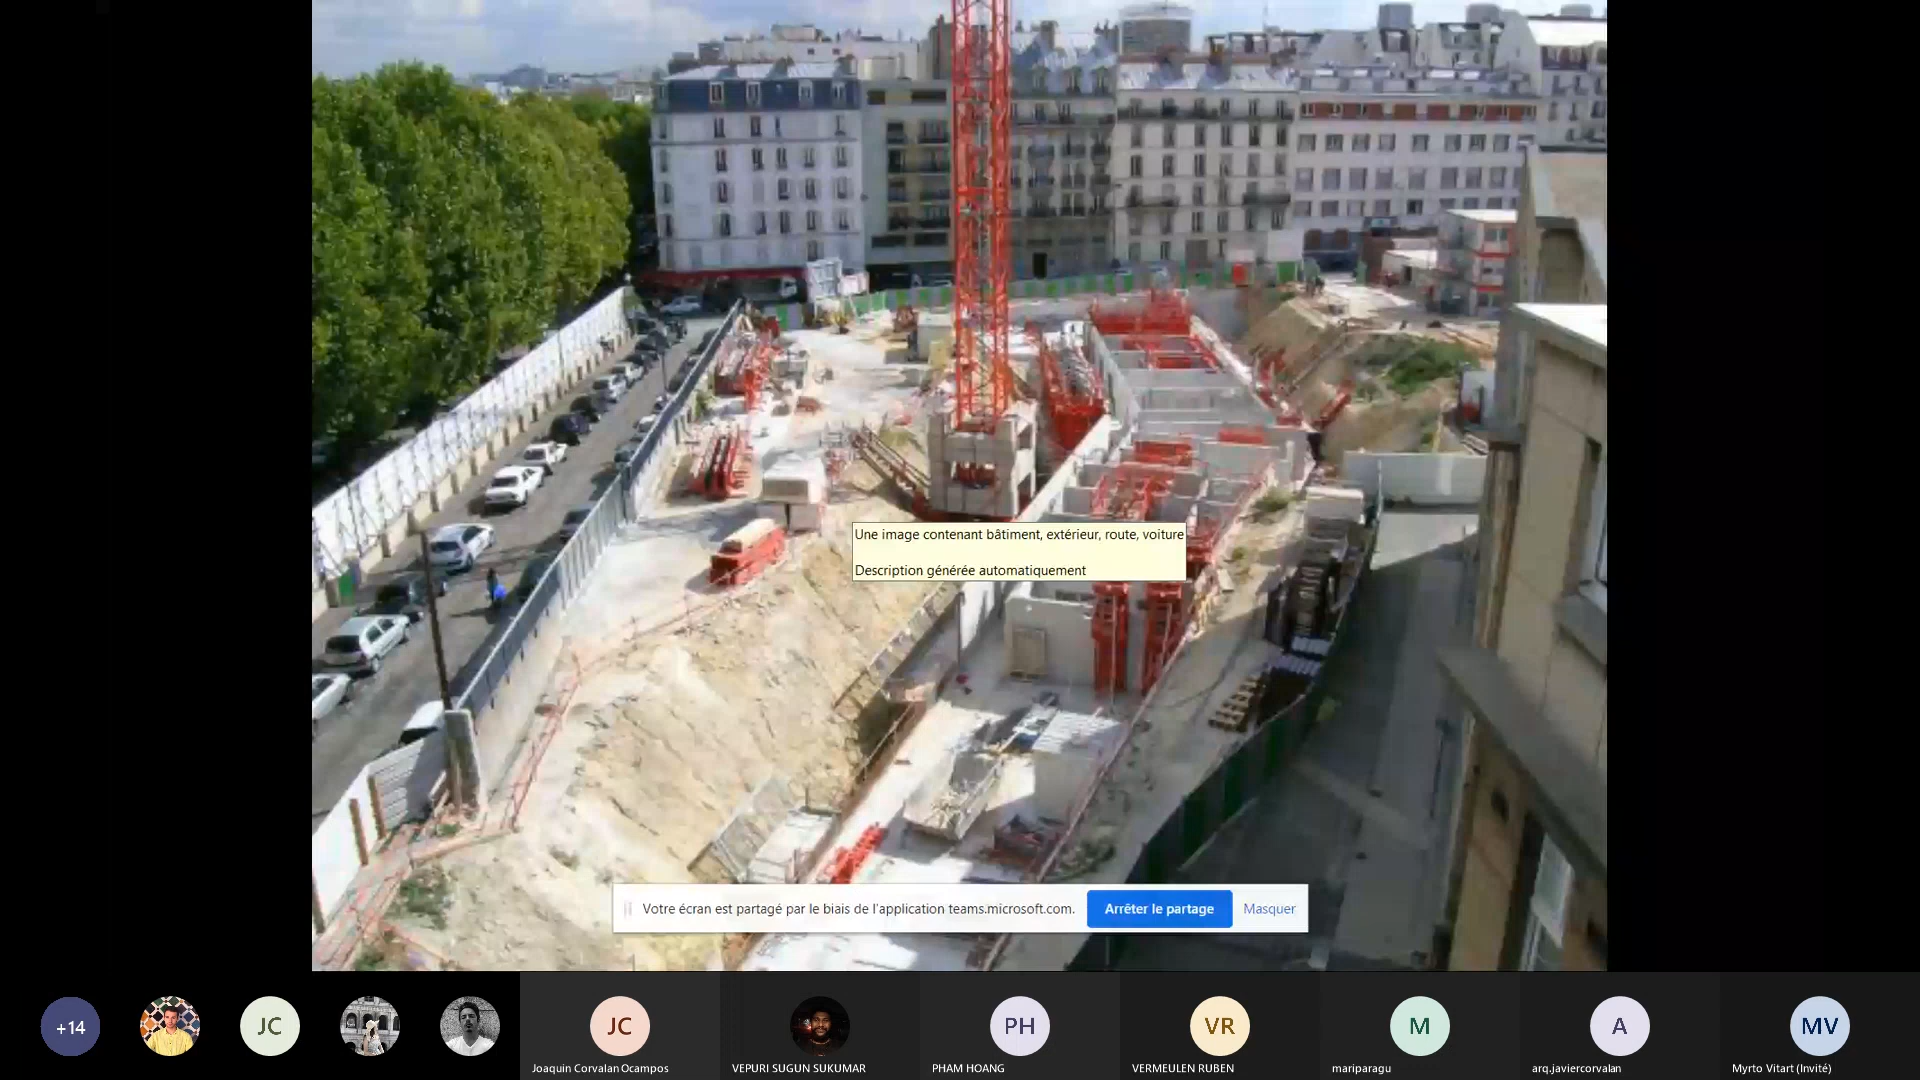 Une image contenant bâtiment, extérieur, route, voiture
Description générée automatiquement
Votre écran est partagé par le biais de l'application teams.microsoft.com.
Arrêter le partage
Masquer
+14
JC
JC
PH
VR
M
A
MV
Joaquin Corvalan Ocampos
VEPURI SUGUN SUKUMAR
PHAM HOANG
VERMEULEN RUBEN
mariparagu
arq.javiercorvalan
Myrto Vitart (Invité)